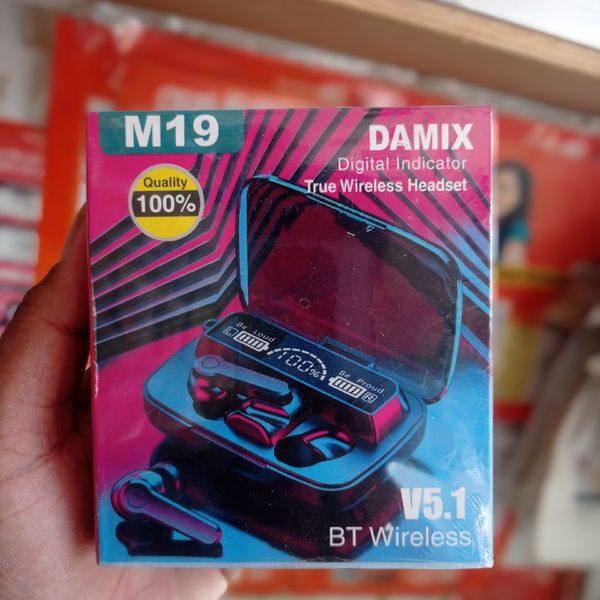 M19
DAMIX
Digital Indicator
True Wireless Headset
Quality
100%
Be Loud
L
100%
Be Proud
R
V5.1
BT Wireless